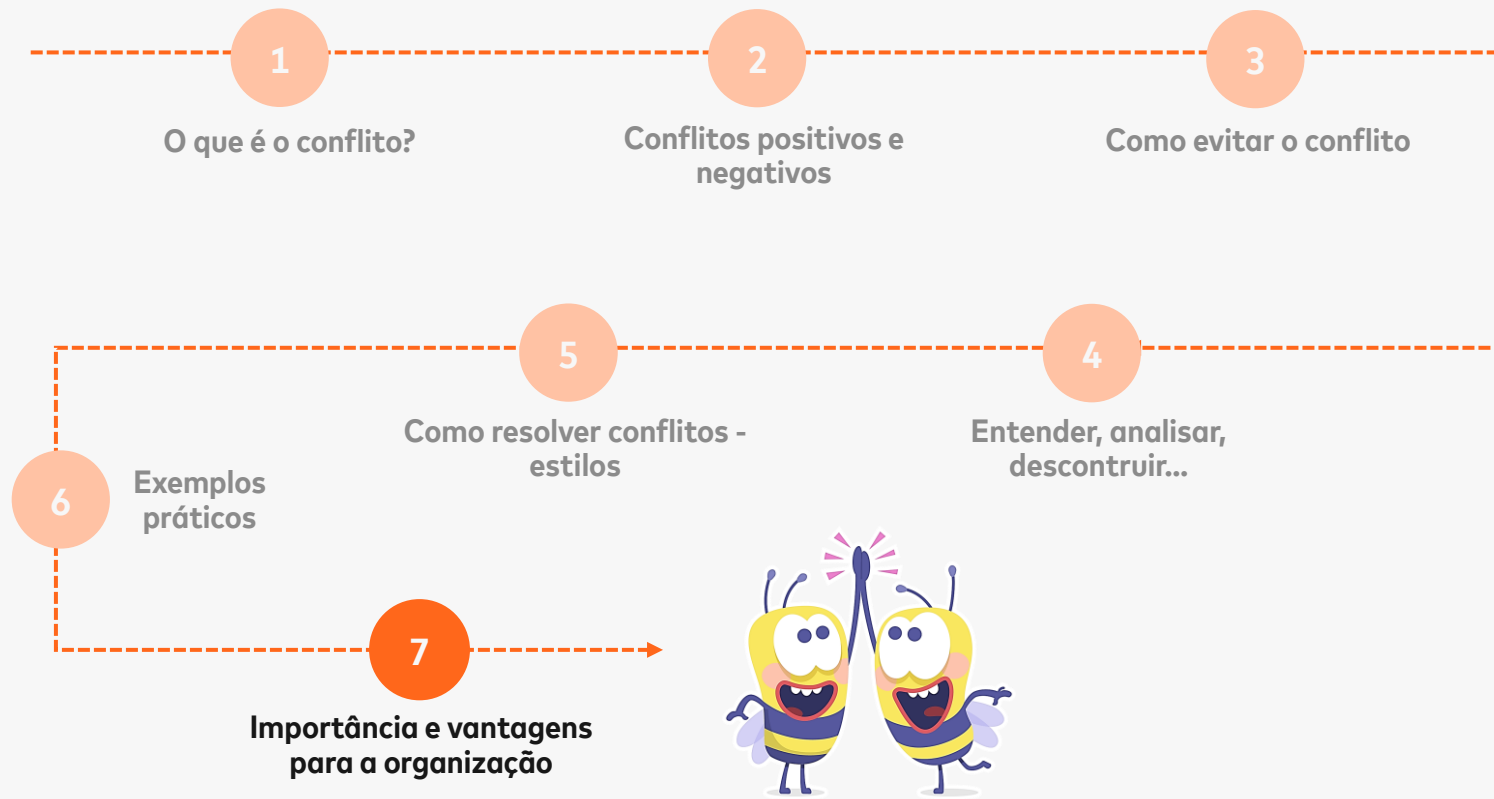 1
O que é o conflito?
2
Conflitos positivos e
negativos
3
Como evitar o conflito
4
Entender, analisar,
descontruir...
5
Como resolver conflitos -
estilos
6
Exemplos
práticos
7
Importância e vantagens
para a organização